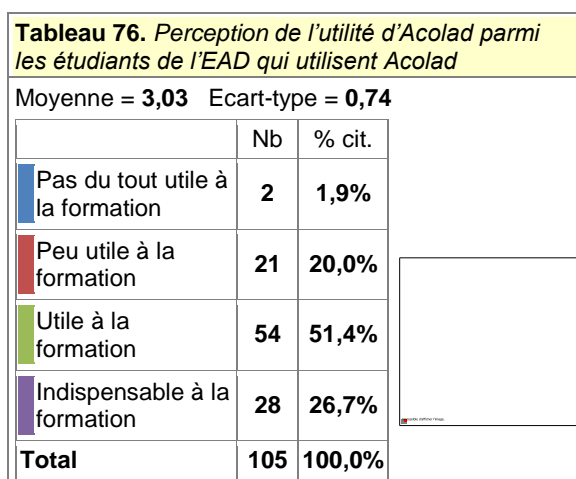 Tableau 76. Perception de l'utilité d'Acolad parmi
les étudiants de l'EAD qui utilisent Acolad
Moyenne = 3,03 Ecart-type = 0,74
Nb % cit.
Pas du tout utile à
la formation 2 1,9%
Peu utile à la
formation 21 20,0%
Utile à la
formation 54 51,4%
Indispensable à la
formation 28 26,7%
Total 105 100,0%